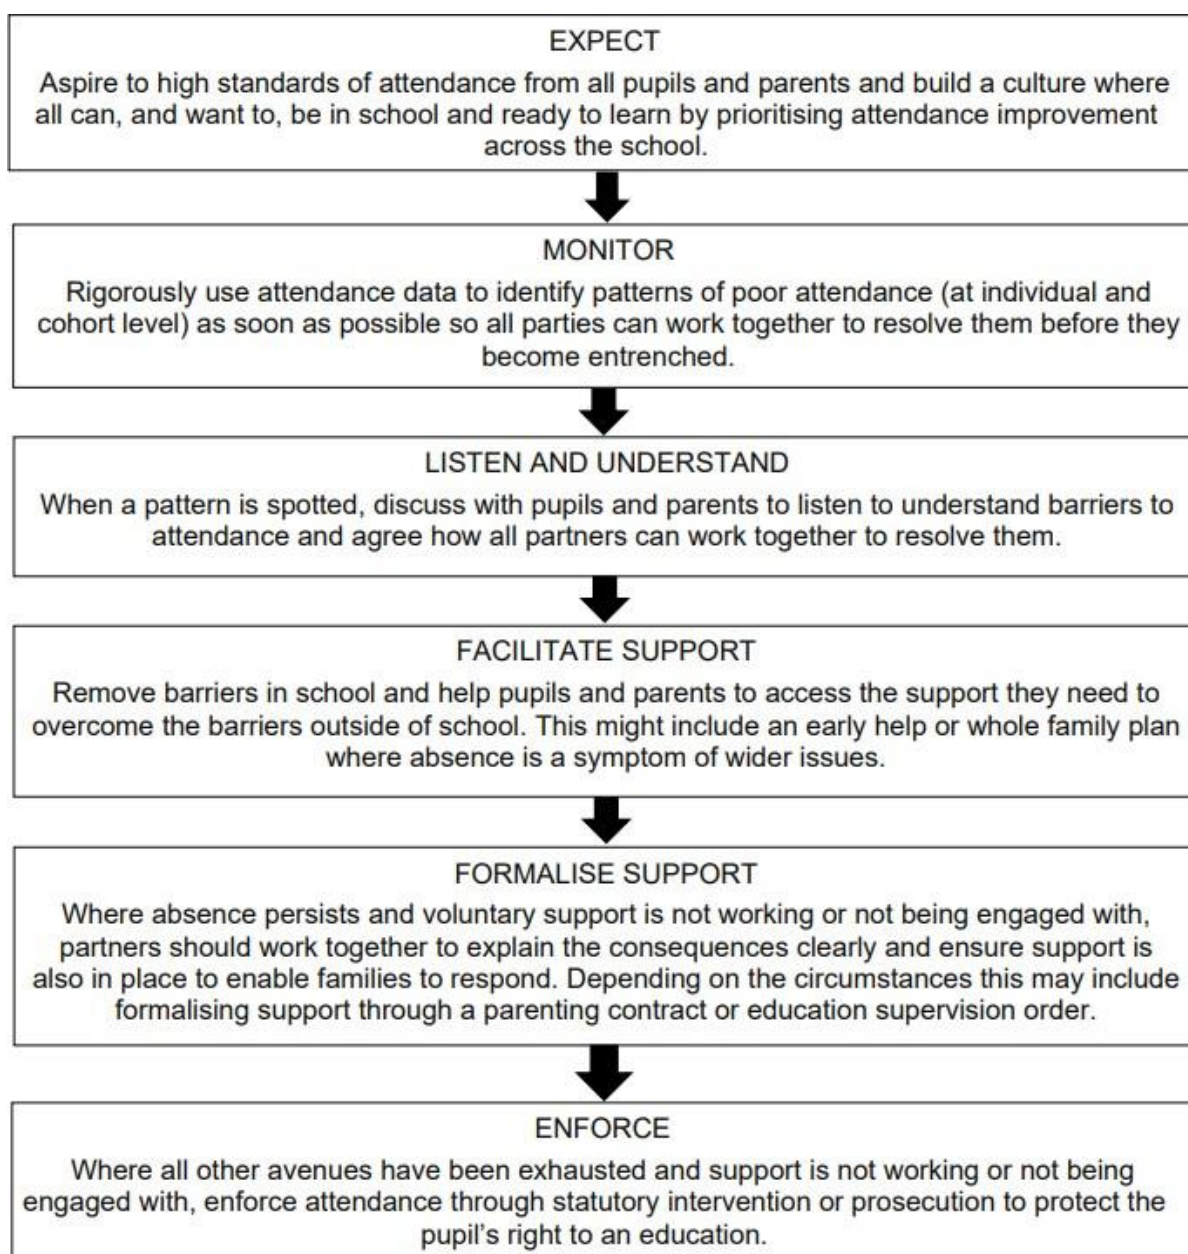 EXPECT
Aspire to high standards of attendance from all pupils and parents and build a culture where
all can, and want to, be in school and ready to learn by prioritising attendance improvement
across the school.
MONITOR
Rigorously use attendance data to identify patterns of poor attendance (at individual and
cohort level) as soon as possible so all parties can work together to resolve them before they
become entrenched.
LISTEN AND UNDERSTAND
When a pattern is spotted, discuss with pupils and parents to listen to understand barriers to
attendance and agree how all partners can work together to resolve them.
FACILITATE SUPPORT
Remove barriers in school and help pupils and parents to access the support they need to
overcome the barriers outside of school. This might include an early help or whole family plan
where absence is a symptom of wider issues.
FORMALISE SUPPORT
Where absence persists and voluntary support is not working or not being engaged with,
partners should work together to explain the consequences clearly and ensure support is
also in place to enable families to respond. Depending on the circumstances this may include
formalising support through a parenting contract or education supervision order.
ENFORCE
Where all other avenues have been exhausted and support is not working or not being
engaged with, enforce attendance through statutory intervention or prosecution to protect the
pupil's right to an education.